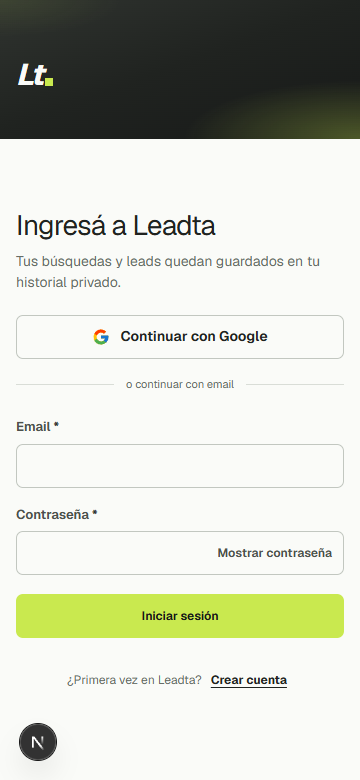 Lt.
Ingresá a Leadta
Tus búsquedas y leads quedan guardados en tu
historial privado.
Continuar con Google
o continuar con email
Email *
Contraseña *
Mostrar contraseña
Iniciar sesión
¿Primera vez en Leadta? Crear cuenta
N